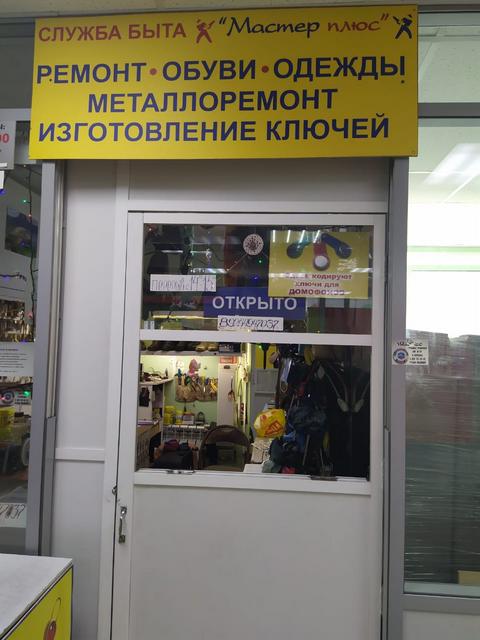 СЛУЖБА БЫТА "Мастер плюс"
РЕМОНТ • ОБУВИ • ОДЕЖДЫ
МЕТАЛЛОРЕМОНТ
ИЗГОТОВЛЕНИЕ КЛЮЧЕЙ
кодируют
ключи для
ДОМОФОНОВ
ОТКРЫТО